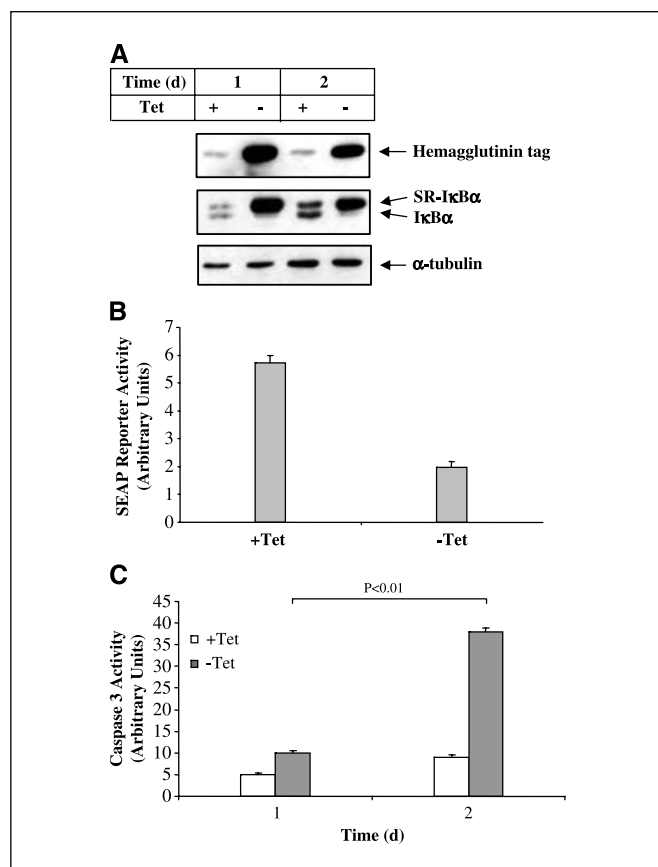 A
Time (d) 1 2
Tet + - + -
Hemagglutinin tag
SR-IκBα
IκBα
α-tubulin
B
SEAP Reporter Activity
(Arbitrary Units)
7
6
5
4
3
2
1
0
+Tet -Tet
C
P<0.01
Caspase 3 Activity
(Arbitrary Units)
45
40
35
30
25
20
15
10
5
0
+Tet
-Tet
1 2
Time (d)